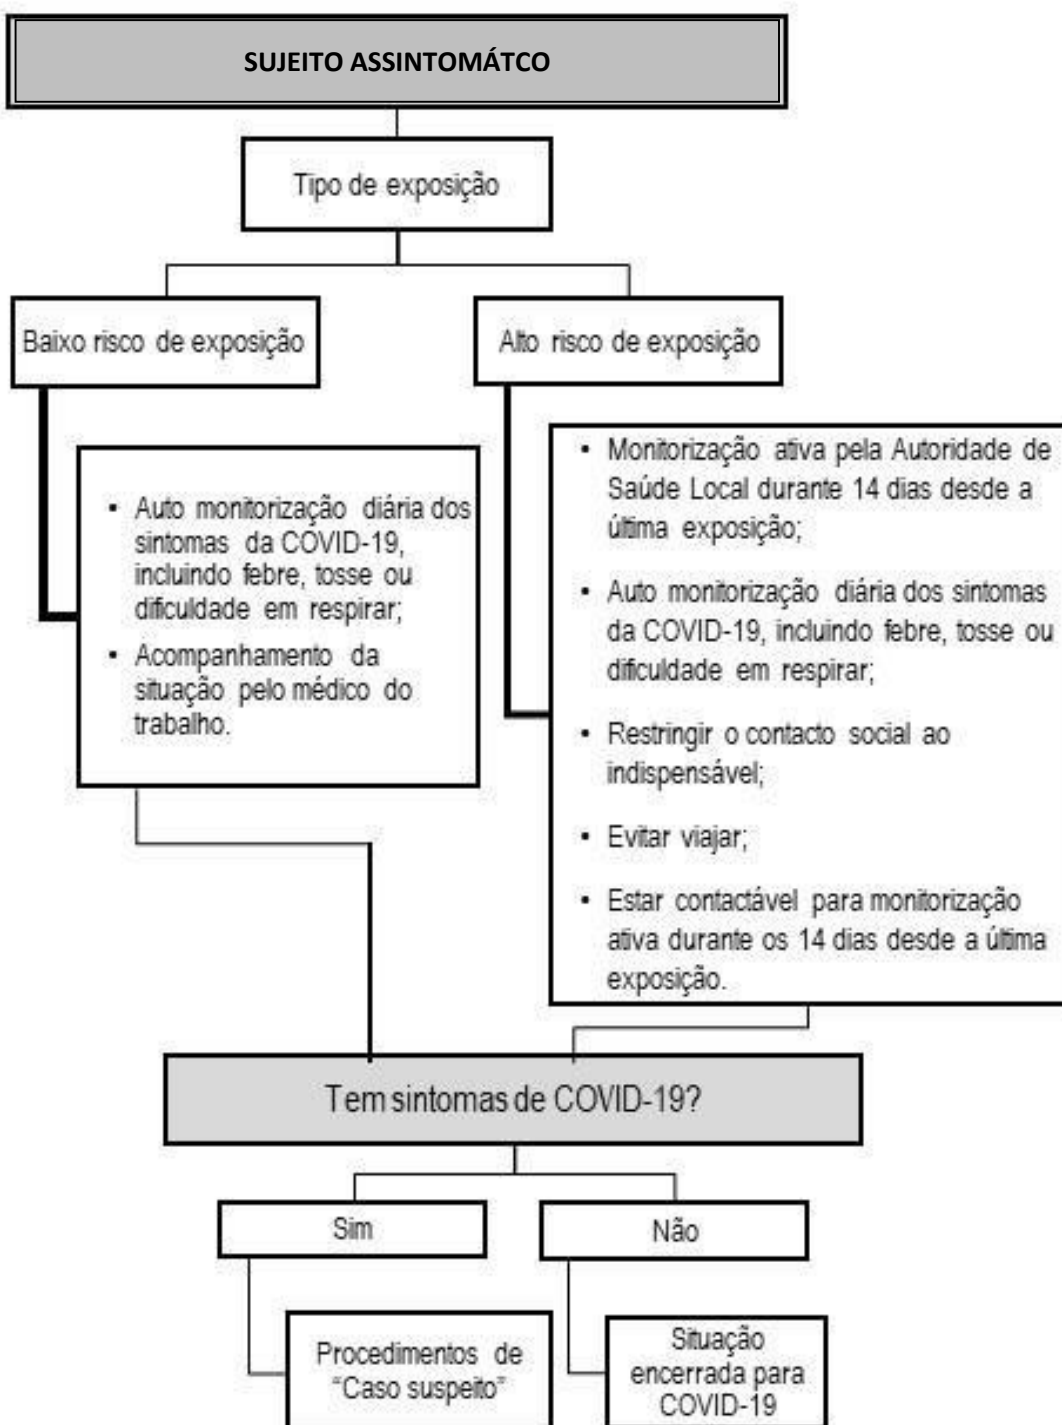 SUJEITO ASSINTOMÁTCO
Tipo de exposição
Baixo risco de exposição
Alto risco de exposição
• Auto monitorização diária dos
sintomas da COVID-19,
incluindo febre, tosse ou
dificuldade em respirar;
• Acompanhamento da
situação pelo médico do
trabalho.
• Monitorização ativa pela Autoridade de
Saúde Local durante 14 dias desde a
última exposição;
• Auto monitorização diária dos sintomas
da COVID-19, incluindo febre, tosse ou
dificuldade em respirar;
• Restringir o contacto social ao
indispensável;
• Evitar viajar;
• Estar contactável para monitorização
ativa durante os 14 dias desde a última
exposição.
Tem sintomas de COVID-19?
Sim
Não
Procedimentos de
“Caso suspeito”
Situação
encerrada para
COVID-19